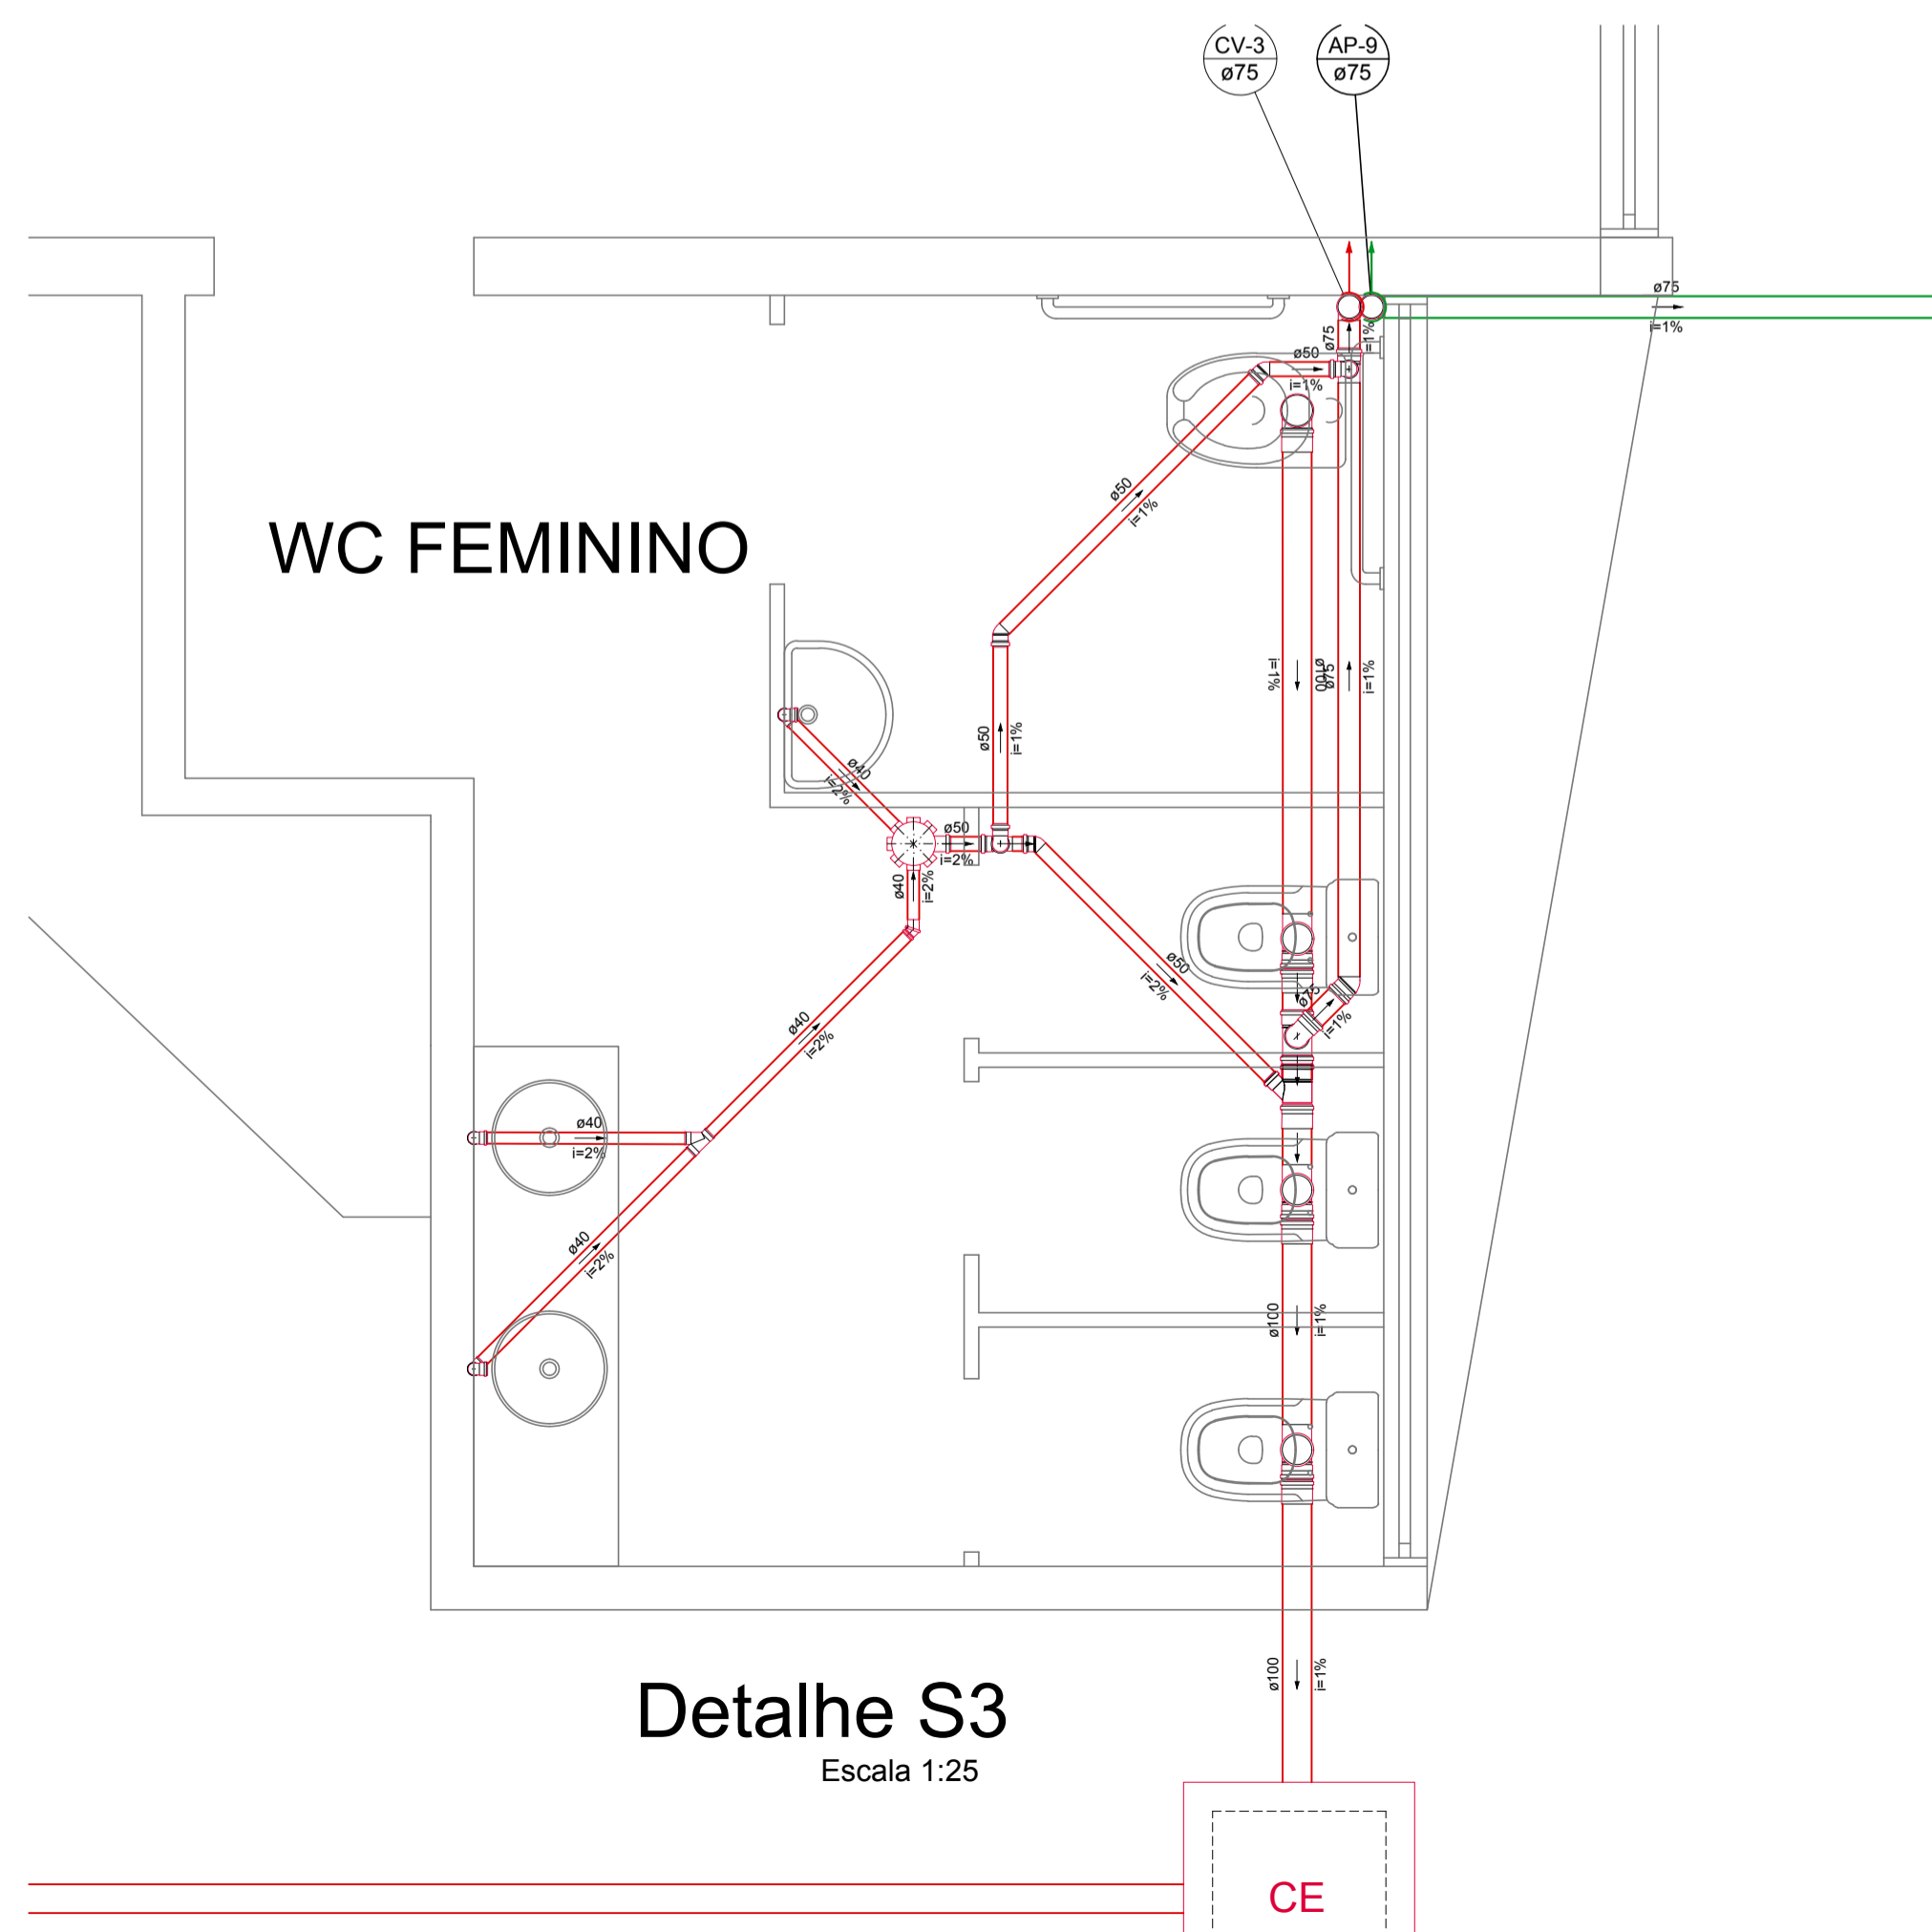 CV-3
ø75
AP-9
ø75
ø75
i=1%
ø75
i=1%
ø50
i=1%
ø50
i=1%
WC FEMININO
i=1%
ø100
ø75
i=1%
ø50
i=1%
ø40
i=2%
ø50
i=2%
ø40
i=2%
ø50
i=2%
ø75
i=1%
ø40
i=2%
ø40
i=2%
ø40
i=2%
ø100
i=1%
ø100
i=1%
Detalhe S3
Escala 1:25
CE